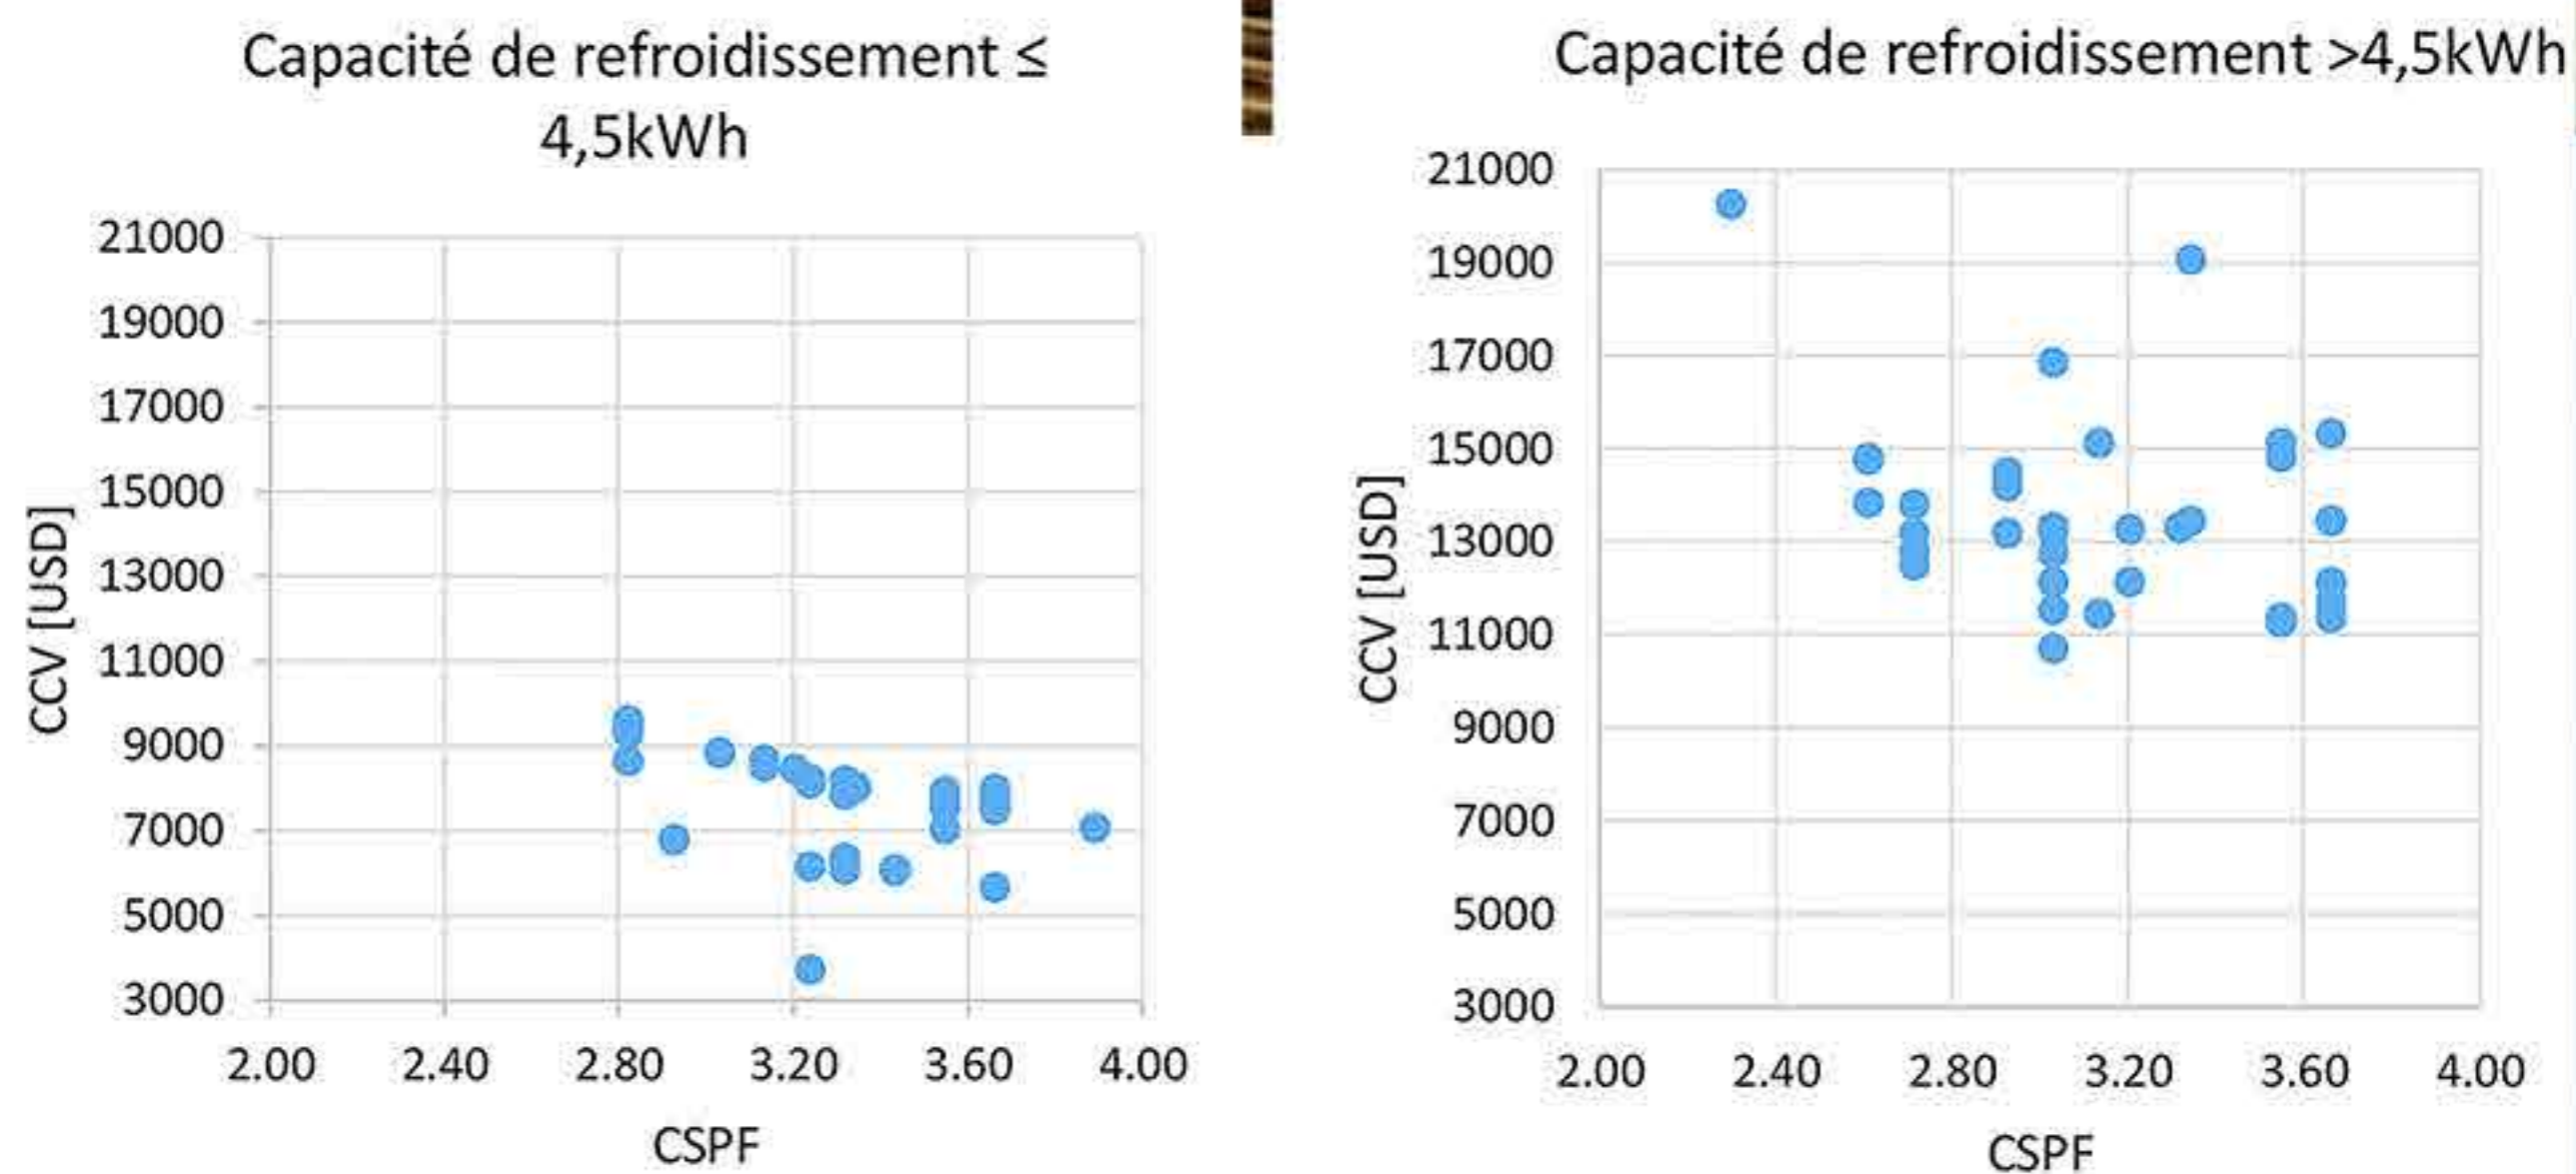 Capacité de refroidissement ≤
4,5kWh
21000
19000
17000
15000
13000
11000
9000
7000
5000
3000
CCV [USD]
2.00 2.40 2.80 3.20 3.60 4.00
CSPF
Capacité de refroidissement >4,5kWh
21000
19000
17000
15000
13000
11000
9000
7000
5000
3000
CCV [USD]
2.00 2.40 2.80 3.20 3.60 4.00
CSPF